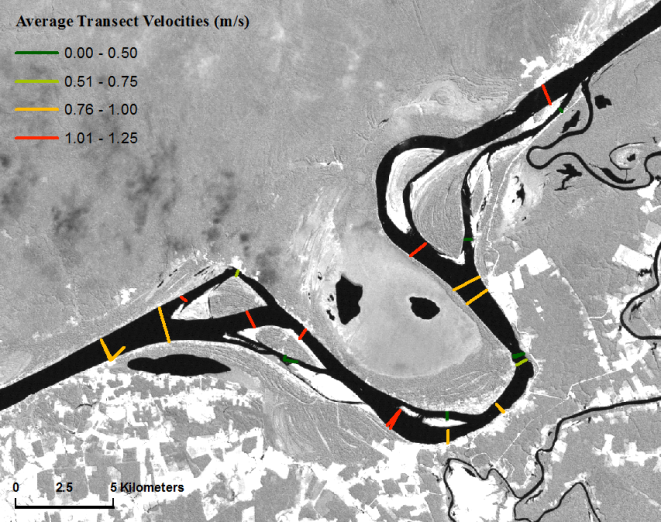 Average Transect Velocities (m/s)
0.00 - 0.50
0.51 - 0.75
0.76 - 1.00
1.01 - 1.25
0 2.5 5 Kilometers